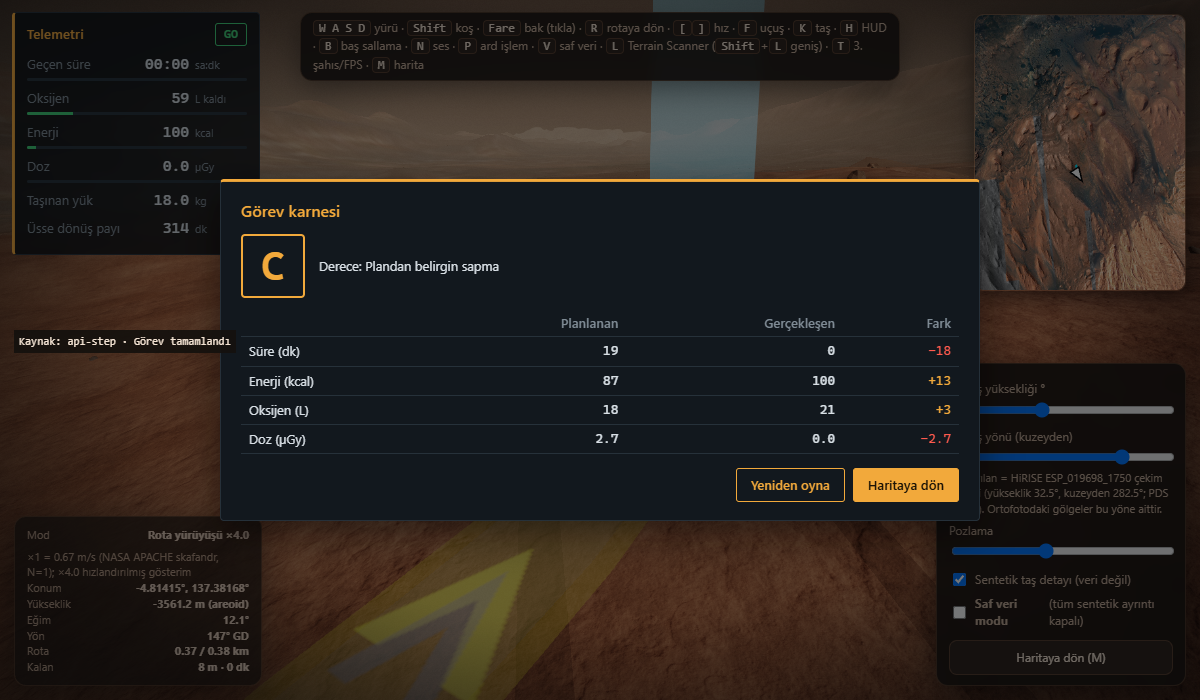 Telemetri GO
Geçen süre 00:00 sa:dk
Oksijen 59 L kaldı
Enerji 100 kcal
Doz 0.0 µGy
Taşınan yük 18.0 kg
Üsse dönüş payı 314 dk
W A S D yürü · Shift koş · Fare bak (tıkla) · R rotaya dön · [ ] hız · F uçuş · K taş · H HUD
· B baş sallama · N ses · P ard işlem · V saf veri · L Terrain Scanner ( Shift + L geniş) · T 3.
şahıs/FPS · M harita
Görev karnesi
C Derece: Plandan belirgin sapma
Planlanan Gerçekleşen Fark
Süre (dk) 19 0 −18
Enerji (kcal) 87 100 +13
Oksijen (L) 18 21 +3
Doz (µGy) 2.7 0.0 −2.7
Yeniden oyna Haritaya dön
Kaynak: api-step · Görev tamamlandı
Mod Rota yürüyüşü ×4.0
×1 = 0.67 m/s (NASA APACHE skafandr,
N=1); ×4.0 hızlandırılmış gösterim
Konum -4.81415°, 137.38168°
Yükseklik -3561.2 m (areoid)
Eğim 12.1°
Yön 147° GD
Rota 0.37 / 0.38 km
Kalan 8 m · 0 dk
yüksekliği °
yönü (kuzeyden)
ılan = HiRISE ESP_019698_1750 çekim
(yükseklik 32.5°, kuzeyden 282.5°; PDS
). Ortofotodaki gölgeler bu yöne aittir.
Pozlama
Sentetik taş detayı (veri değil)
Saf veri modu (tüm sentetik ayrıntı kapalı)
Haritaya dön (M)